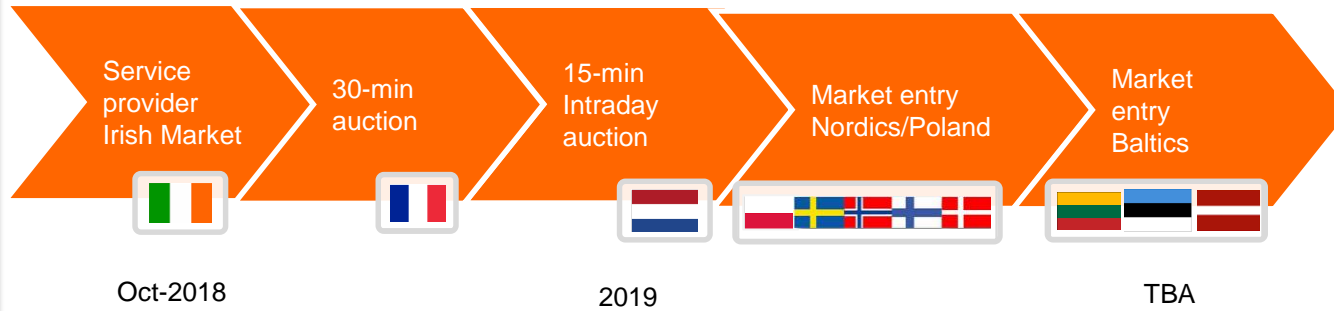 Service
provider
Irish Market
30-min
auction
15-min
Intraday
auction
Market entry
Nordics/Poland
Market
entry
Baltics
Oct-2018
2019
TBA